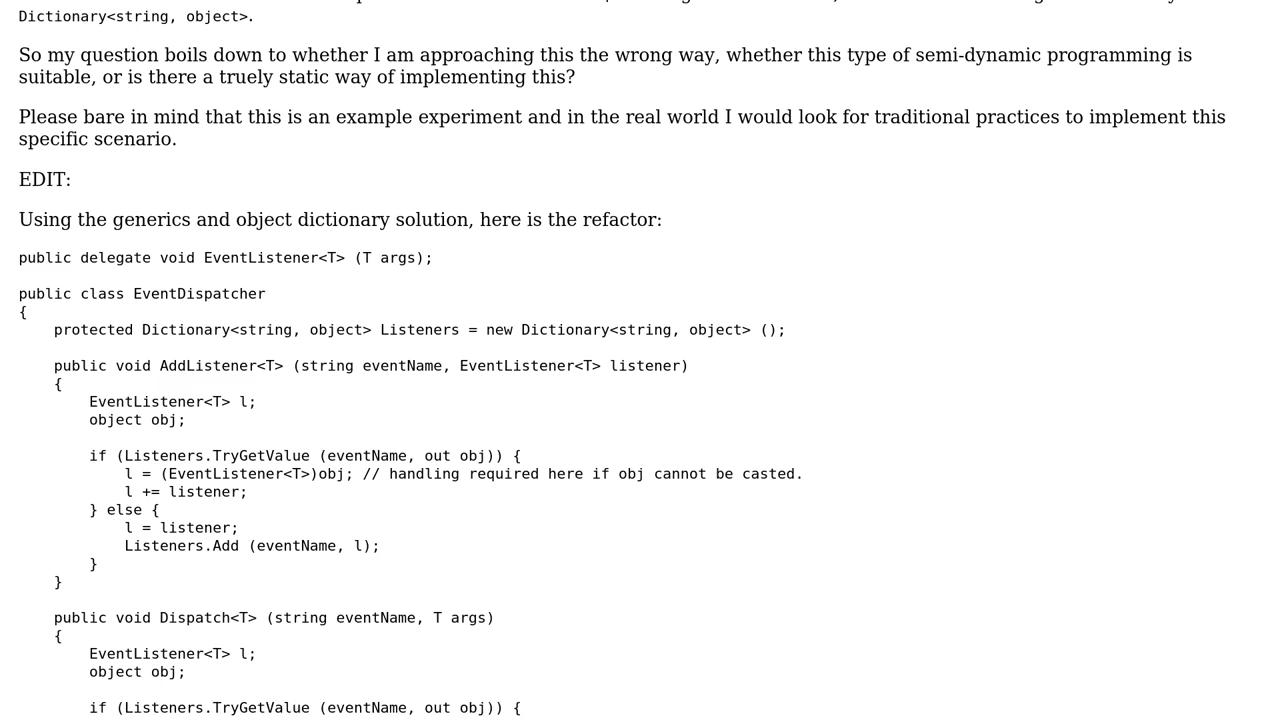 Dictionary<string, object>.
So my question boils down to whether I am approaching this the wrong way, whether this type of semi-dynamic programming is
suitable, or is there a truely static way of implementing this?
Please bare in mind that this is an example experiment and in the real world I would look for traditional practices to implement this
specific scenario.
EDIT:
Using the generics and object dictionary solution, here is the refactor:
public delegate void EventListener<T> (T args);
public class EventDispatcher
{
    protected Dictionary<string, object> Listeners = new Dictionary<string, object> ();
    public void AddListener<T> (string eventName, EventListener<T> listener)
    {
        EventListener<T> l;
        object obj;
        if (Listeners.TryGetValue (eventName, out obj)) {
            l = (EventListener<T>)obj; // handling required here if obj cannot be casted.
            l += listener;
        } else {
            l = listener;
            Listeners.Add (eventName, l);
        }
    }
    public void Dispatch<T> (string eventName, T args)
    {
        EventListener<T> l;
        object obj;
        if (Listeners.TryGetValue (eventName, out obj)) {